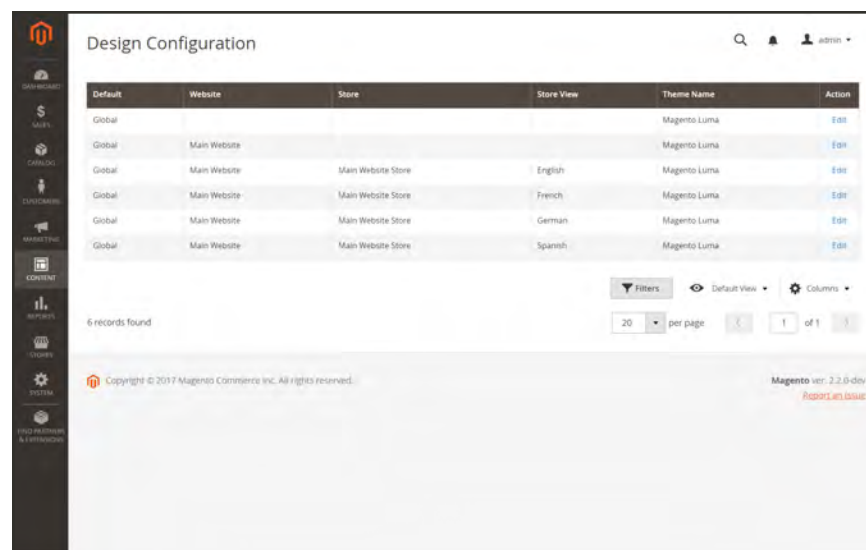 Design Configuration
admin
DASHBOARD
SALES
CATALOG
CUSTOMERS
MARKETING
CONTENT
REPORTS
STORES
SYSTEM
FIND PARTNERS
& EXTENSIONS
Default Website Store Store View Theme Name Action
Global Magento Luma Edit
Global Main Website Magento Luma Edit
Global Main Website Main Website Store English Magento Luma Edit
Global Main Website Main Website Store French Magento Luma Edit
Global Main Website Main Website Store German Magento Luma Edit
Global Main Website Main Website Store Spanish Magento Luma Edit
Filters Default View Columns
6 records found 20 per page 1 of 1
Copyright © 2017 Magento Commerce Inc. All rights reserved. Magento ver. 2.2.0-dev
Report an Issue